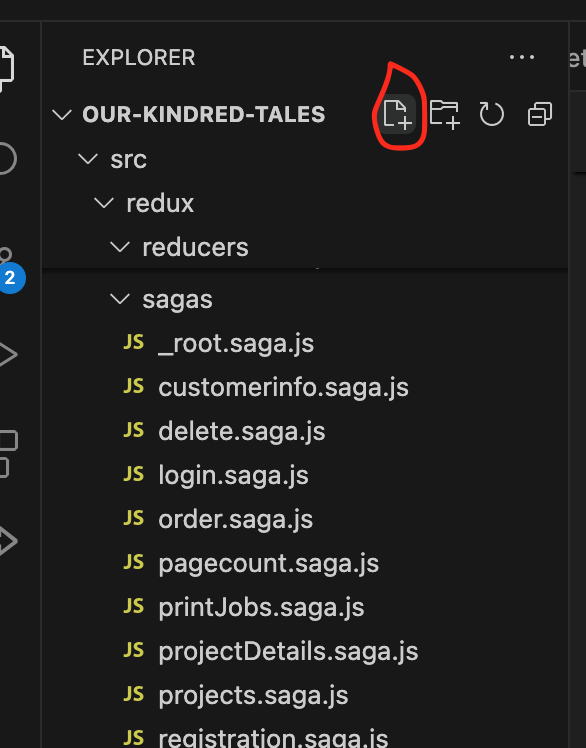 EXPLORER
OUR-KINDRED-TALES
src
redux
reducers
sagas
JS _root.saga.js
JS customerinfo.saga.js
JS delete.saga.js
JS login.saga.js
JS order.saga.js
JS pagecount.saga.js
JS printJobs.saga.js
JS projectDetails.saga.js
JS projects.saga.js
JS registration.saga.js
2
et